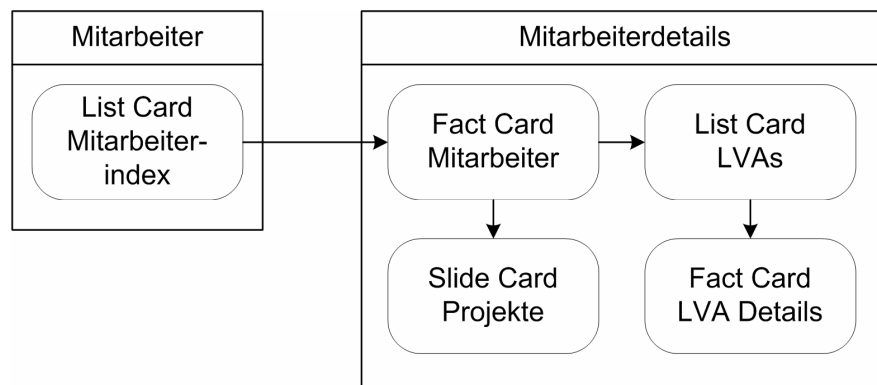 Mitarbeiter
List Card
Mitarbeiter-
index
Mitarbeiterdetails
Fact Card
Mitarbeiter
List Card
LVAs
Slide Card
Projekte
Fact Card
LVA Details